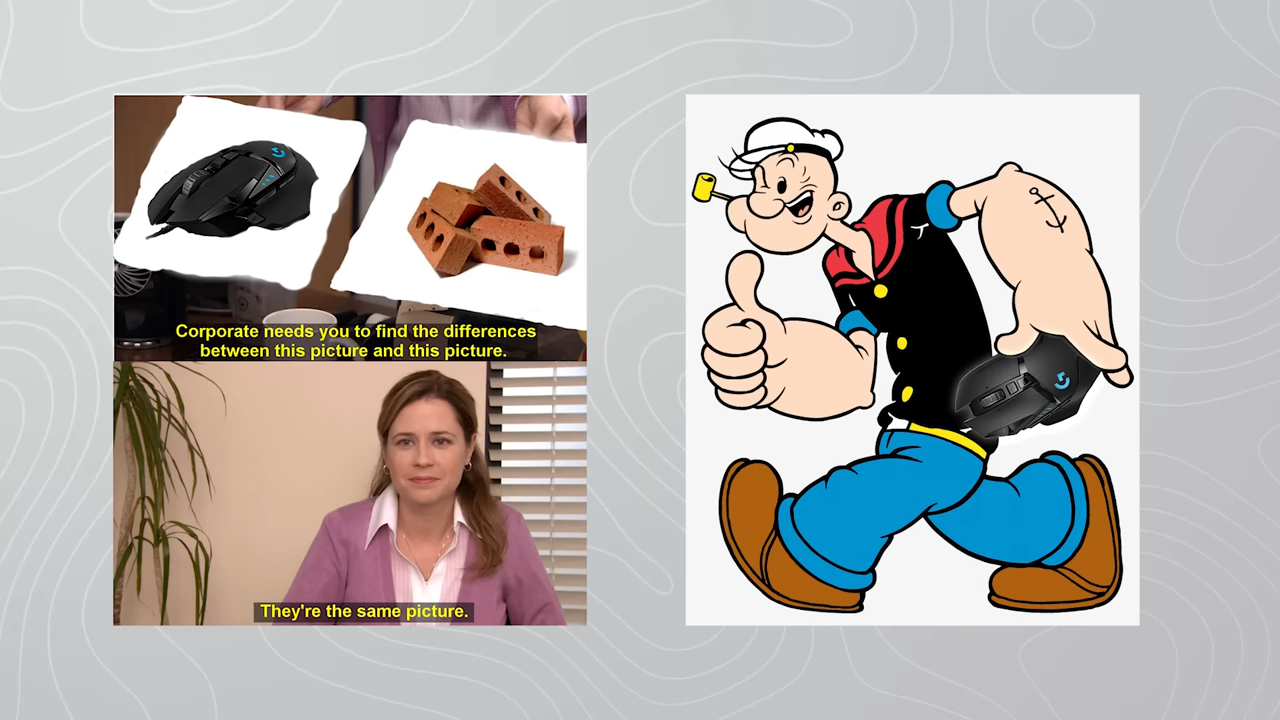 Corporate needs you to find the differences
between this picture and this picture.
They're the same picture.